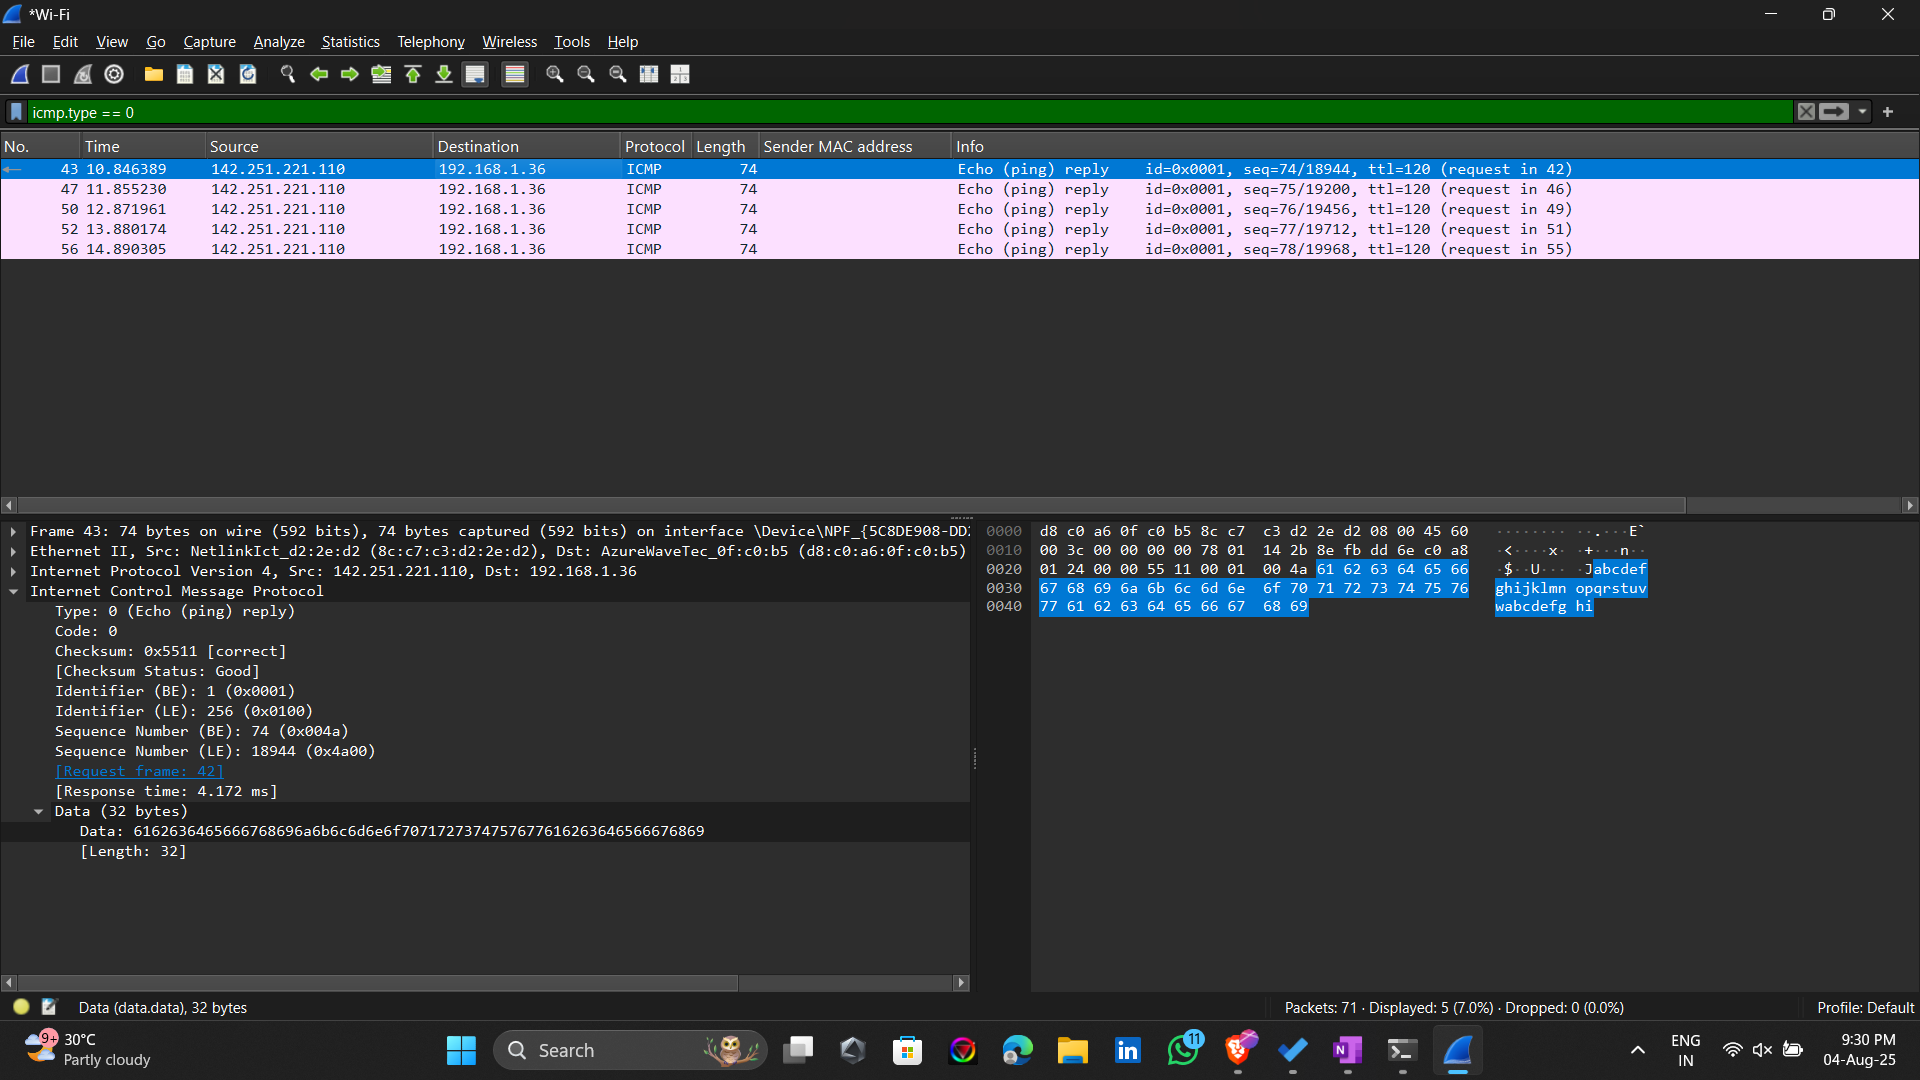 *Wi-Fi
File Edit View Go Capture Analyze Statistics Telephony Wireless Tools Help
icmp.type == 0
No. Time Source Destination Protocol Length Sender MAC address Info
43 10.846389 142.251.221.110 192.168.1.36 ICMP 74 Echo (ping) reply id=0x0001, seq=74/18944, ttl=120 (request in 42)
47 11.855230 142.251.221.110 192.168.1.36 ICMP 74 Echo (ping) reply id=0x0001, seq=75/19200, ttl=120 (request in 46)
50 12.871961 142.251.221.110 192.168.1.36 ICMP 74 Echo (ping) reply id=0x0001, seq=76/19456, ttl=120 (request in 49)
52 13.880174 142.251.221.110 192.168.1.36 ICMP 74 Echo (ping) reply id=0x0001, seq=77/19712, ttl=120 (request in 51)
56 14.890305 142.251.221.110 192.168.1.36 ICMP 74 Echo (ping) reply id=0x0001, seq=78/19968, ttl=120 (request in 55)
Frame 43: 74 bytes on wire (592 bits), 74 bytes captured (592 bits) on interface \Device\NPF_{5C8DE908-DD
Ethernet II, Src: NetlinkIct_d2:2e:d2 (8c:c7:c3:d2:2e:d2), Dst: AzureWaveTec_0f:c0:b5 (d8:c0:a6:0f:c0:b5)
Internet Protocol Version 4, Src: 142.251.221.110, Dst: 192.168.1.36
Internet Control Message Protocol
Type: 0 (Echo (ping) reply)
Code: 0
Checksum: 0x5511 [correct]
[Checksum Status: Good]
Identifier (BE): 1 (0x0001)
Identifier (LE): 256 (0x0100)
Sequence Number (BE): 74 (0x004a)
Sequence Number (LE): 18944 (0x4a00)
[Request frame: 42]
[Response time: 4.172 ms]
Data (32 bytes)
Data: 6162636465666768696a6b6c6d6e6f7071727374757677616263646566676869
[Length: 32]
0000 d8 c0 a6 0f c0 b5 8c c7 c3 d2 2e d2 08 00 45 60 ········ ··.···E`
0010 00 3c 00 00 00 00 78 01 14 2b 8e fb dd 6e c0 a8 ·<····x· ·+···n··
0020 01 24 00 00 55 11 00 01 00 4a 61 62 63 64 65 66 ·$··U··· ·Jabcdef
0030 67 68 69 6a 6b 6c 6d 6e 6f 70 71 72 73 74 75 76 ghijklmn opqrstuv
0040 77 61 62 63 64 65 66 67 68 69 wabcdefg hi
Data (data.data), 32 bytes
Packets: 71 · Displayed: 5 (7.0%) · Dropped: 0 (0.0%)
Profile: Default
9+
30°C
Partly cloudy
Search
11
ENG
IN
9:30 PM
04-Aug-25